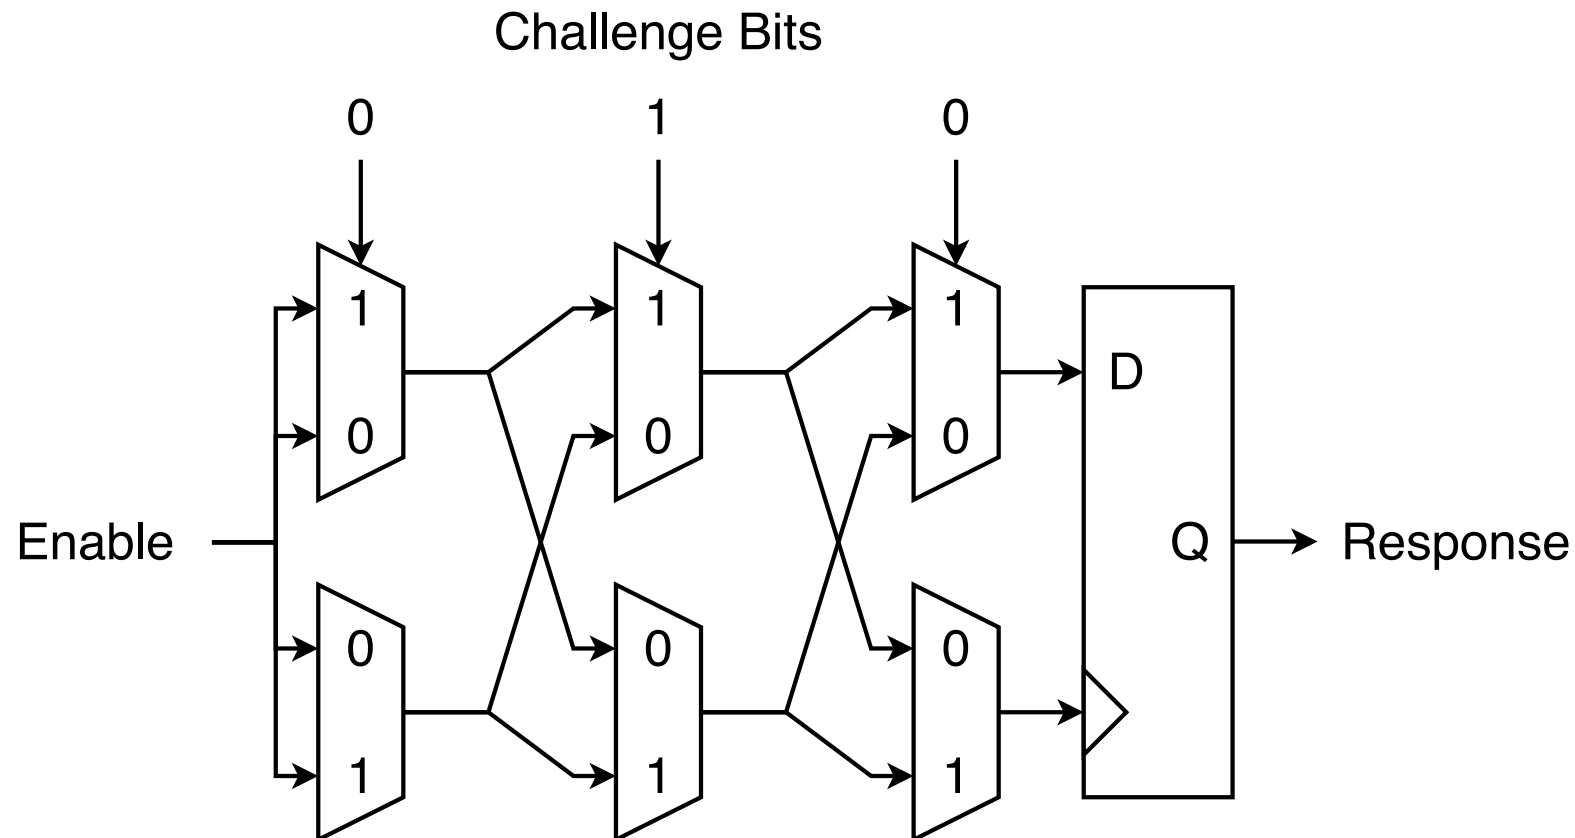 Challenge Bits
0 1 0
1 1 1
D
0 0 0
Enable Q Response
0 0 0
1 1 1